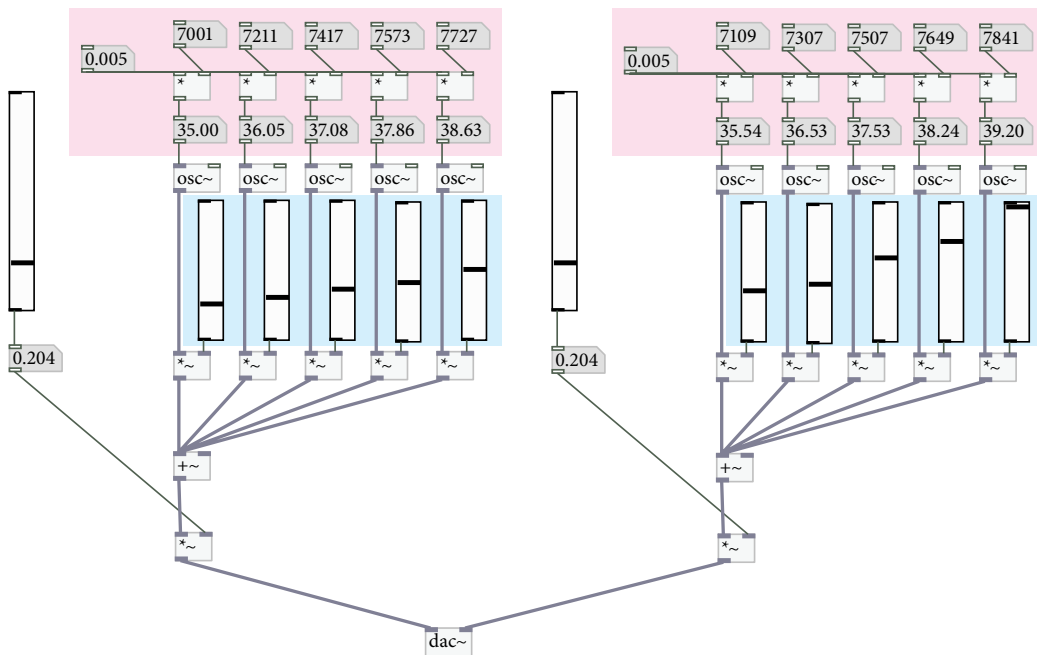 7001 7211 7417 7573 7727
0.005
* * * * *
35.00 36.05 37.08 37.86 38.63
osc~ osc~ osc~ osc~ osc~
0.204
*~ *~ *~ *~ *~
+~
*~
7109 7307 7507 7649 7841
0.005
* * * * *
35.54 36.53 37.53 38.24 39.20
osc~ osc~ osc~ osc~ osc~
0.204
*~ *~ *~ *~ *~
+~
*~
dac~